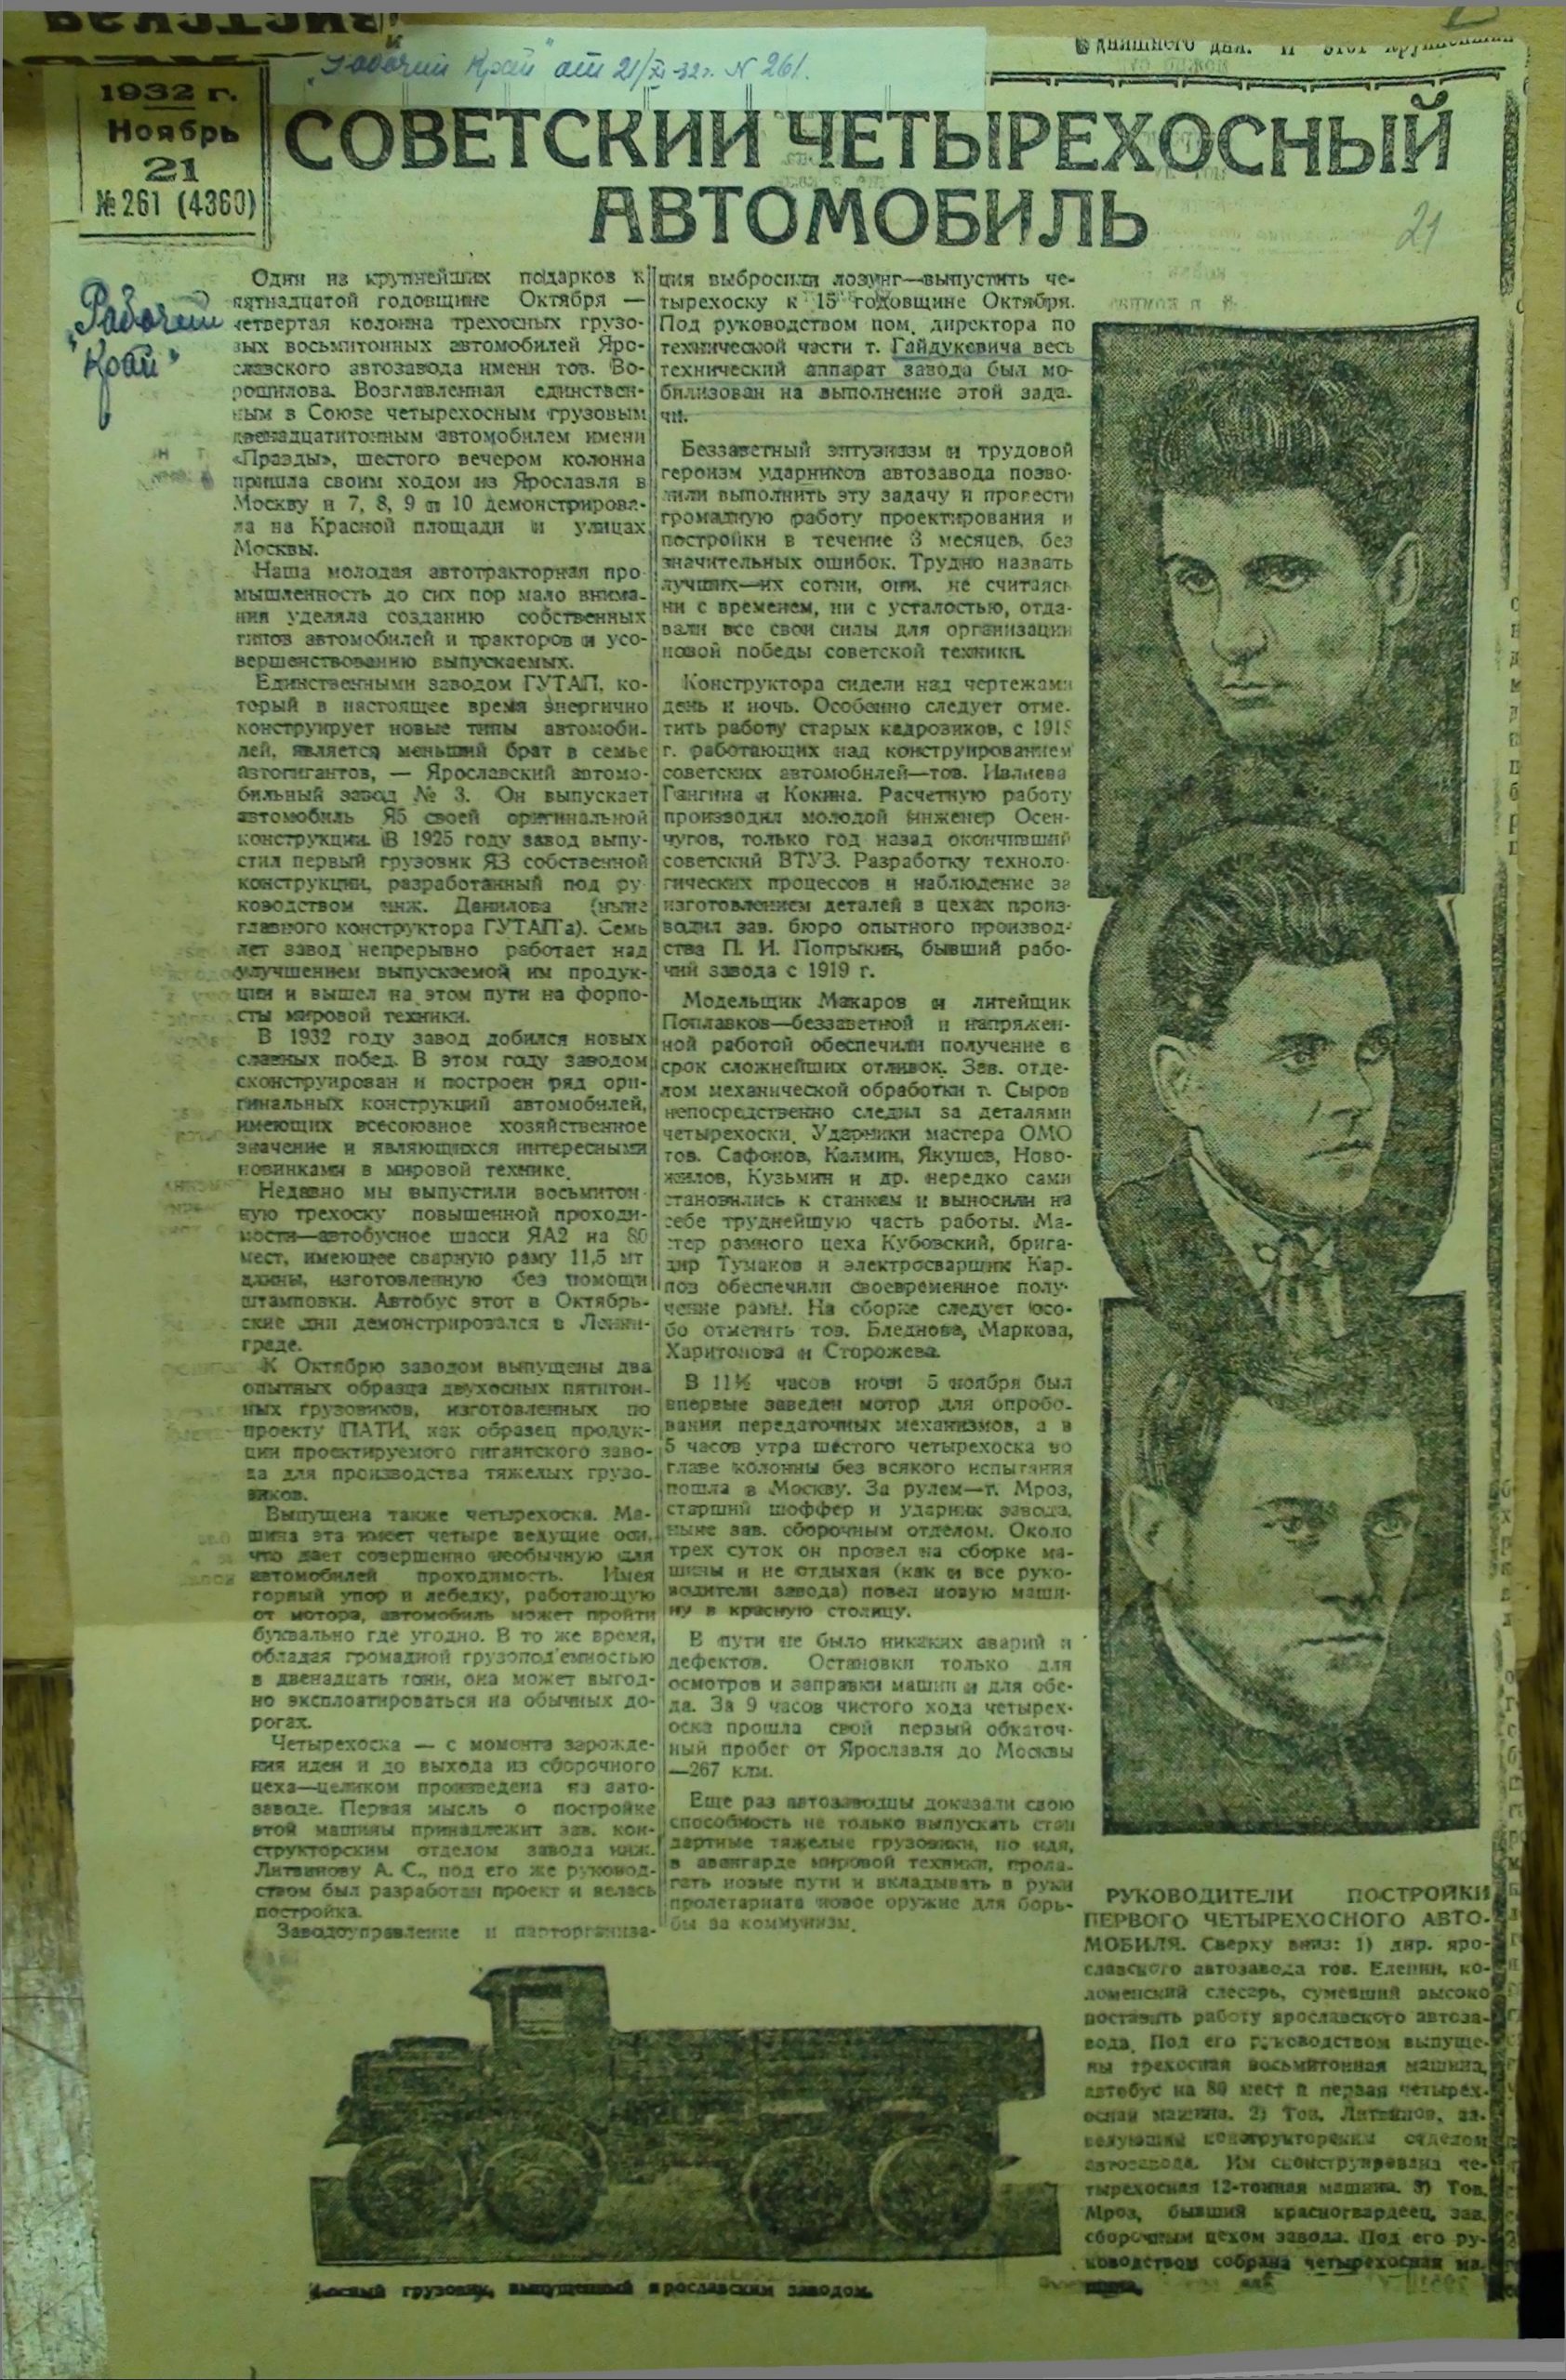 "Рабочий Край" от 21/XI-32г. N 261.
1932 г.
Ноябрь
21
№ 261 (4360)
СОВЕТСКИЙ ЧЕТЫРЕХОСНЫЙ
АВТОМОБИЛЬ
21
"Рабочий
Край"
Один из крупнейших подарков к
пятнадцатой годовщине Октября —
четвертая колонна трехосных грузо-
вых восьмитонных автомобилей Яро-
славского автозавода имени тов. Во-
рошилова. Возглавленная единствен-
ным в Союзе четырехосным грузовым
двенадцатитонным автомобилем имени
«Правды», шестого вечером колонна
пришла своим ходом из Ярославля в
Москву и 7, 8, 9 и 10 демонстрирова-
ла на Красной площади и улицах
Москвы.
Наша молодая автотракторная про-
мышленность до сих пор мало внима-
ния уделяла созданию собственных
типов автомобилей и тракторов и усо-
вершенствованию выпускаемых.
Единственными заводом ГУТАП, ко-
торый в настоящее время энергично
конструирует новые типы автомоби-
лей, является меньший брат в семье
автогигантов, — Ярославский автомо-
бильный завод № 3. Он выпускает
автомобиль Я5 своей оригинальной
конструкции. В 1925 году завод выпу-
стил первый грузовик Я3 собственной
конструкции, разработанный под ру-
ководством инж. Данилова (ныне
главного конструктора ГУТАП'а). Семь
лет завод непрерывно работает над
улучшением выпускаемой им продук-
ции и вышел на этом пути на форпо-
сты мировой техники.
В 1932 году завод добился новых
славных побед. В этом году заводом
сконструирован и построен ряд ори-
гинальных конструкций автомобилей,
имеющих всесоюзное хозяйственное
значение и являющихся интересными
новинками в мировой технике.
Недавно мы выпустили восьмитон-
ную трехоску повышенной проходи-
мости—автобусное шасси ЯА2 на 80
мест, имеющее сварную раму 11,5 мт
длины, изготовленную без помощи
штамповки. Автобус этот в Октябрь-
ские дни демонстрировался в Ленин-
граде.
К Октябрю заводом выпущены два
опытных образца двухосных пятитон-
ных грузовиков, изготовленных по
проекту НАТИ, как образец продук-
ции проектируемого гигантского заво-
да для производства тяжелых грузо-
виков.
Выпущена также четырехоска. Ма-
шина эта имеет четыре ведущие оси,
что дает совершенно необычную для
автомобилей проходимость. Имея
горный упор и лебедку, работающую
от мотора, автомобиль может пройти
буквально где угодно. В то же время,
обладая громадной грузопод'емностью
в двенадцать тонн, она может выгод-
но эксплоатироваться на обычных до-
рогах.
Четырехоска — с момента зарожде-
ния идеи и до выхода из сборочного
цеха—целиком произведена на авто-
заводе. Первая мысль о постройке
этой машины принадлежит зав. кон-
структорским отделом завода инж.
Литвинову А. С., под его же руковод-
ством был разработан проект и велась
постройка.
Заводоуправление и парторганиза-
ция выбросили лозунг—выпустить че-
тырехоску к 15 годовщине Октября.
Под руководством пом. директора по
технической части т. Гайдукевича весь
технический аппарат завода был мо-
билизован на выполнение этой зада-
чи.
Беззаветный энтузиазм и трудовой
героизм ударников автозавода позво-
лили выполнить эту задачу и провести
громадную работу проектирования и
постройки в течение 3 месяцев, без
значительных ошибок. Трудно назвать
лучших—их сотни, они, не считаясь
ни с временем, ни с усталостью, отда-
вали все свои силы для организации
новой победы советской техники.
Конструктора сидели над чертежами
день и ночь. Особенно следует отме-
тить работу старых кадровиков, с 1918
г. работающих над конструированием
советских автомобилей—тов. Ивлиева
Гангина и Кокина. Расчетную работу
производил молодой инженер Осен-
чугов, только год назад окончивший
советский ВТУЗ. Разработку техноло-
гических процессов и наблюдение за
изготовлением деталей в цехах произ-
водил зав. бюро опытного производ-
ства П. И. Попрыкин, бывший рабо-
чий завода с 1919 г.
Модельщик Макаров и литейщик
Поплавков—беззаветной и напряжен-
ной работой обеспечили получение в
срок сложнейших отливок. Зав. отде-
лом механической обработки т. Сыров
непосредственно следил за деталями
четырехоски. Ударники мастера ОМО
тов. Сафонов, Калмин, Якушев, Ново-
жилов, Кузьмин и др. нередко сами
становились к станкам и выносили на
себе труднейшую часть работы. Ма-
стер рамного цеха Кубовский, брига-
дир Тумаков и электросварщик Кар-
пов обеспечили своевременное полу-
чение рамы. На сборке следует осо-
бо отметить тов. Бледнова, Маркова,
Харитонова и Сторожева.
В 11½ часов ночи 5 ноября был
впервые заведен мотор для опробо-
вания передаточных механизмов, а в
5 часов утра шестого четырехоска во
главе колонны без всякого испытания
пошла в Москву. За рулем—т. Мроз,
старший шоффер и ударник завода,
ныне зав. сборочным отделом. Около
трех суток он провел на сборке ма-
шины и не отдыхая (как и все руко-
водители завода) повел новую маши-
ну в красную столицу.
В пути не было никаких аварий и
дефектов. Остановки только для
осмотров и заправки машин и для обе-
да. За 9 часов чистого хода четырех-
оска прошла свой первый обкаточ-
ный пробег от Ярославля до Москвы
—267 клм.
Еще раз автозаводцы доказали свою
способность не только выпускать стан
дартные тяжелые грузовики, но идя,
в авангарде мировой техники, прола-
гать новые пути и вкладывать в руки
пролетариата новое оружие для борь-
бы за коммунизм.
РУКОВОДИТЕЛИ ПОСТРОЙКИ
ПЕРВОГО ЧЕТЫРЕХОСНОГО АВТО-
МОБИЛЯ. Сверху вниз: 1) дир. яро-
славского автозавода тов. Еленин, ко-
ломенский слесарь, сумевший высоко
поставить работу ярославского автоза-
вода. Под его руководством выпуще-
ны трехосная восьмитонная машина,
автобус на 80 мест и первая четырех-
осная машина. 2) Тов. Литвинов, за-
ведующий конструкторским отделом
автозавода. Им сконструирована че-
тырехосная 12-тонная машина. 3) Тов.
Мроз, бывший красногвардеец, зав.
сборочным цехом завода. Под его ру-
ководством собрана четырехосная ма-
шина.
грузовик, выпущенный ярославским заводом.